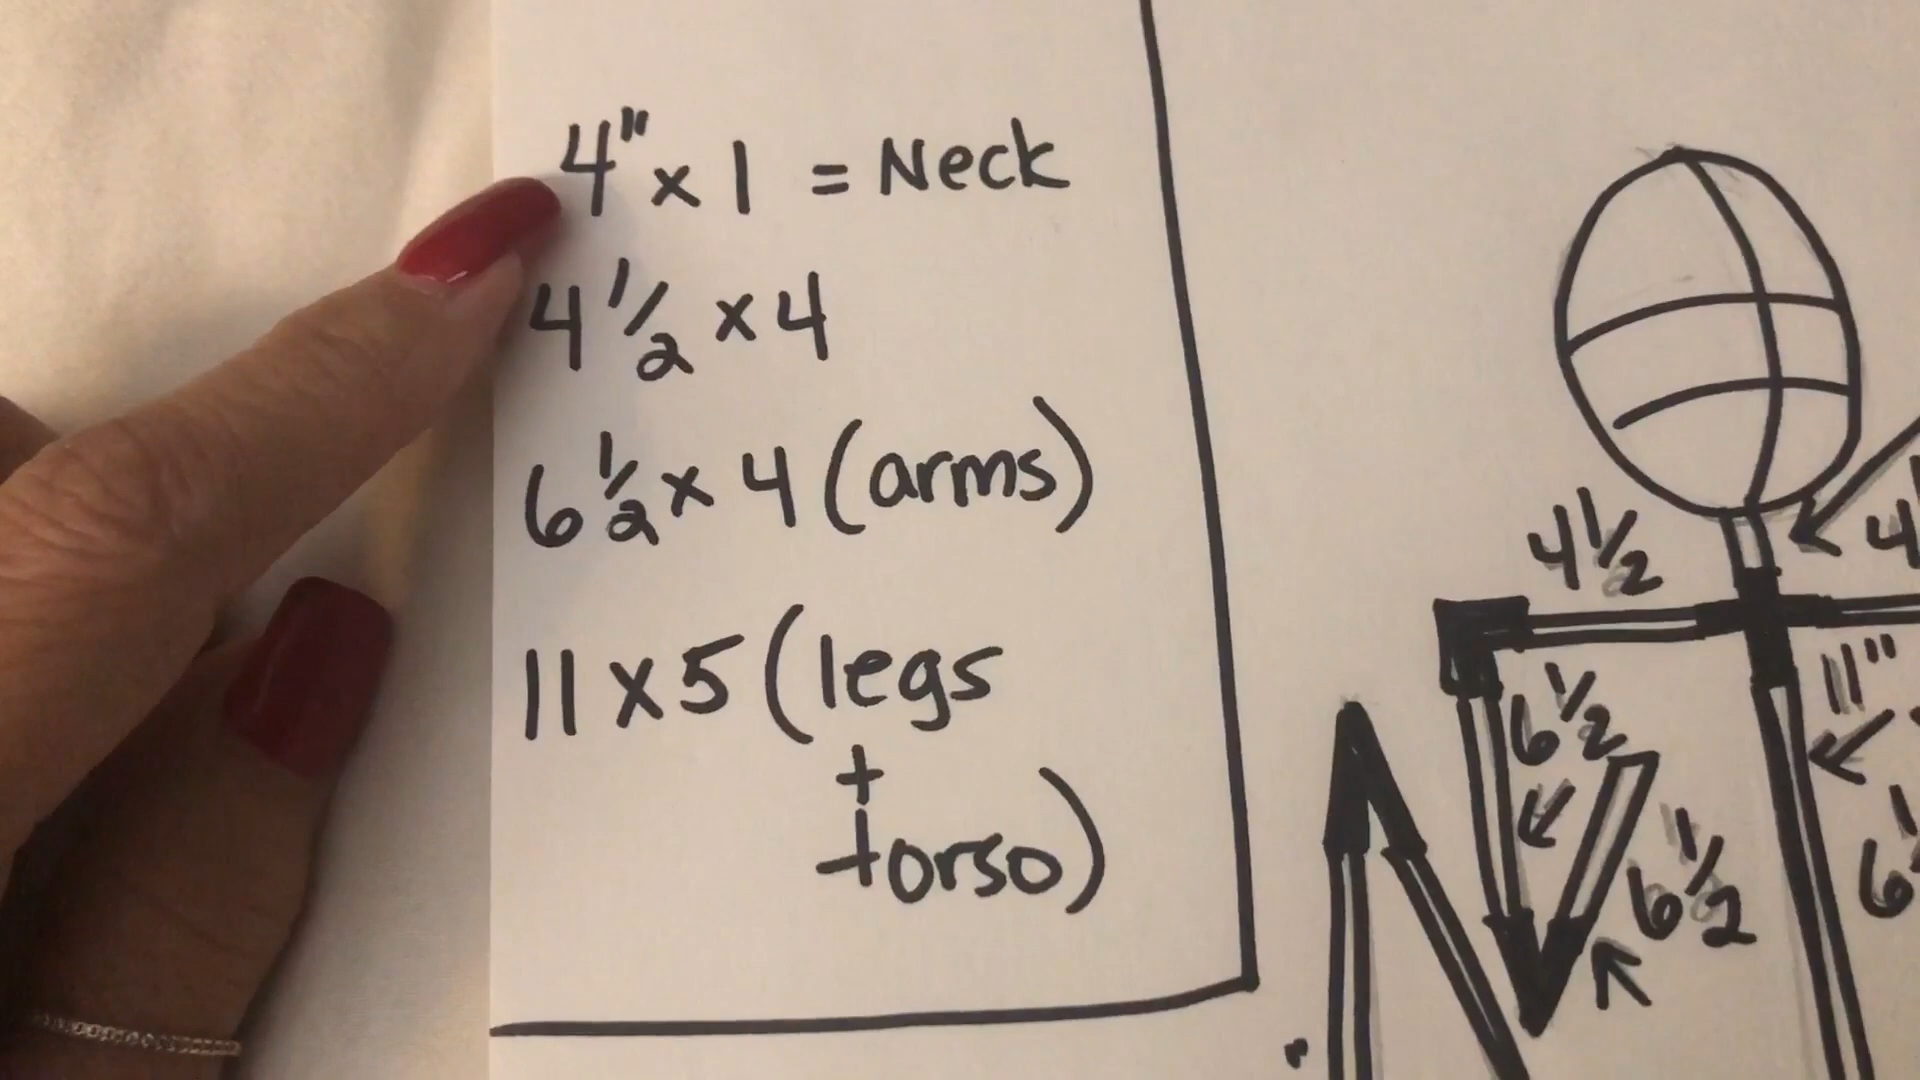 4" x 1 = Neck
4 1/2 x 4
6 1/2 x 4 (arms)
11 x 5 (legs
+
torso)
4 1/2
11"
6 1/2
6 1/2